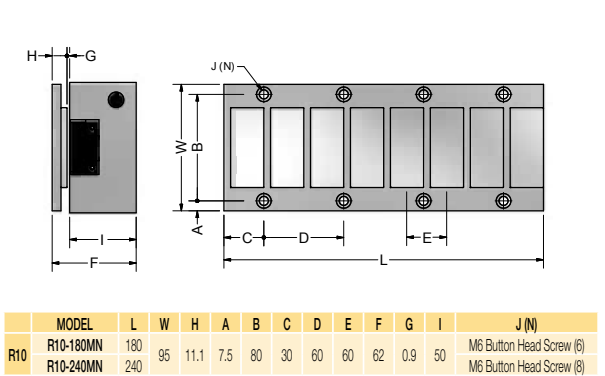 H G J (N)
W B A
C D E
I
F L
MODEL L W H A B C D E F G I J (N)
R10 R10-180MN 180 95 11.1 7.5 80 30 60 60 62 0.9 50 M6 Button Head Screw (6)
R10-240MN 240 M6 Button Head Screw (8)